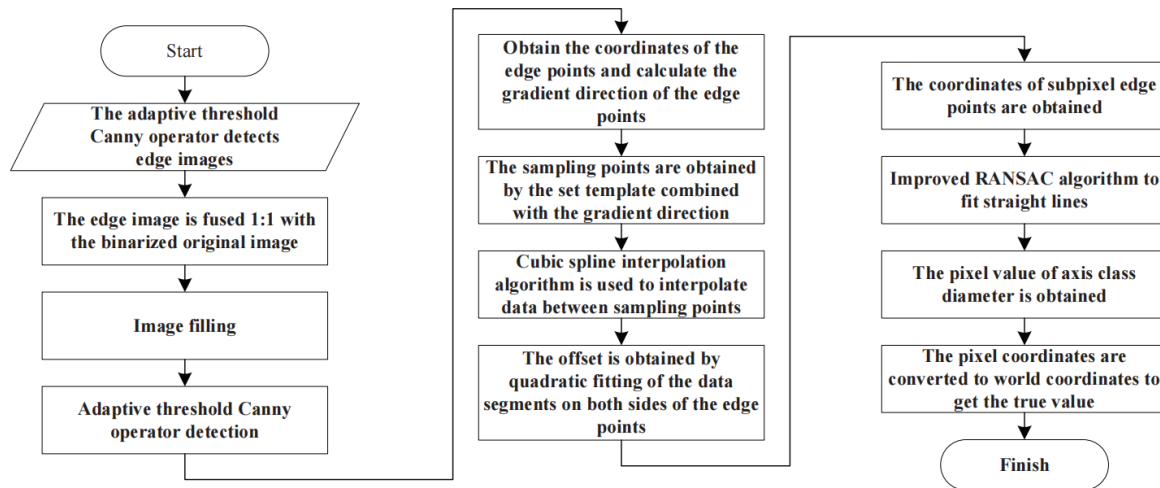 Start
The adaptive threshold
Canny operator detects
edge images
The edge image is fused 1:1 with
the binarized original image
Image filling
Adaptive threshold Canny
operator detection
Obtain the coordinates of the
edge points and calculate the
gradient direction of the edge
points
The sampling points are obtained
by the set template combined
with the gradient direction
Cubic spline interpolation
algorithm is used to interpolate
data between sampling points
The offset is obtained by
quadratic fitting of the data
segments on both sides of the edge
points
The coordinates of subpixel edge
points are obtained
Improved RANSAC algorithm to
fit straight lines
The pixel value of axis class
diameter is obtained
The pixel coordinates are
converted to world coordinates to
get the true value
Finish